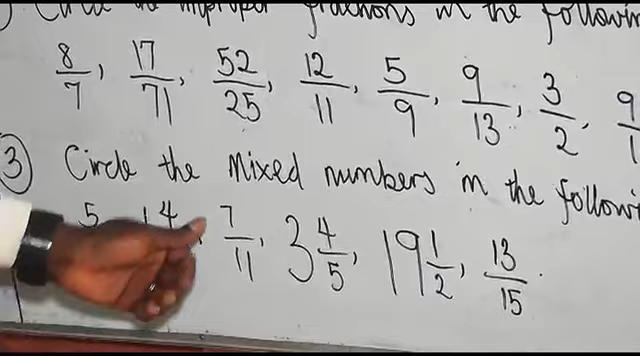 Circle the improper fractions in the following
8/7, 17/71, 52/25, 12/11, 5/9, 9/13, 3/2,
3 Circle the Mixed numbers in the following
5 14 7/11, 3 4/5, 19 1/2, 13/15